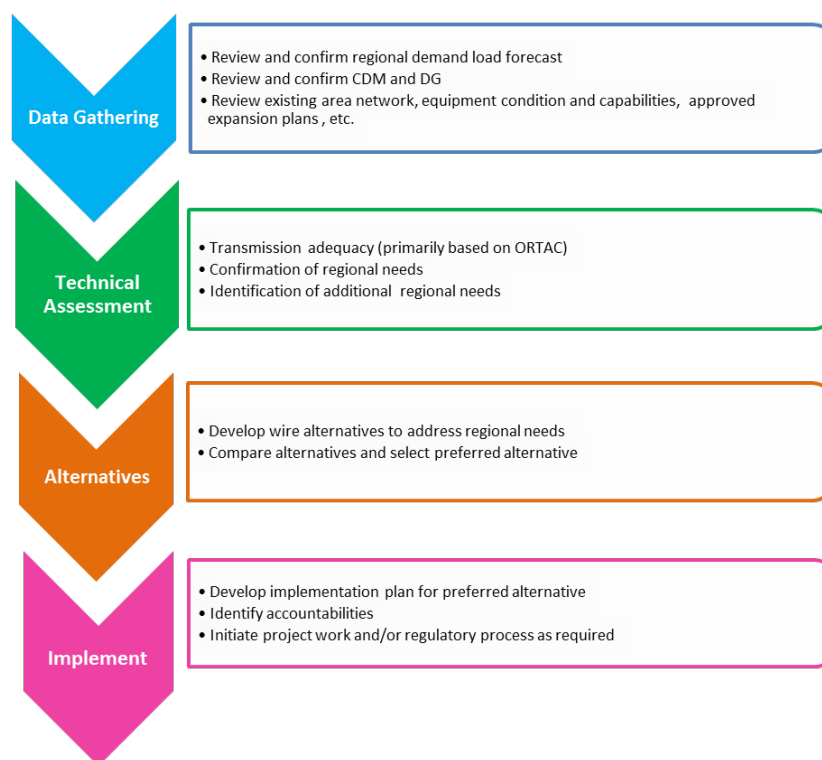 Data Gathering
• Review and confirm regional demand load forecast
• Review and confirm CDM and DG
• Review existing area network, equipment condition and capabilities, approved
expansion plans , etc.
Technical
Assessment
• Transmission adequacy (primarily based on ORTAC)
• Confirmation of regional needs
• Identification of additional regional needs
Alternatives
• Develop wire alternatives to address regional needs
• Compare alternatives and select preferred alternative
Implement
• Develop implementation plan for preferred alternative
• Identify accountabilities
• Initiate project work and/or regulatory process as required